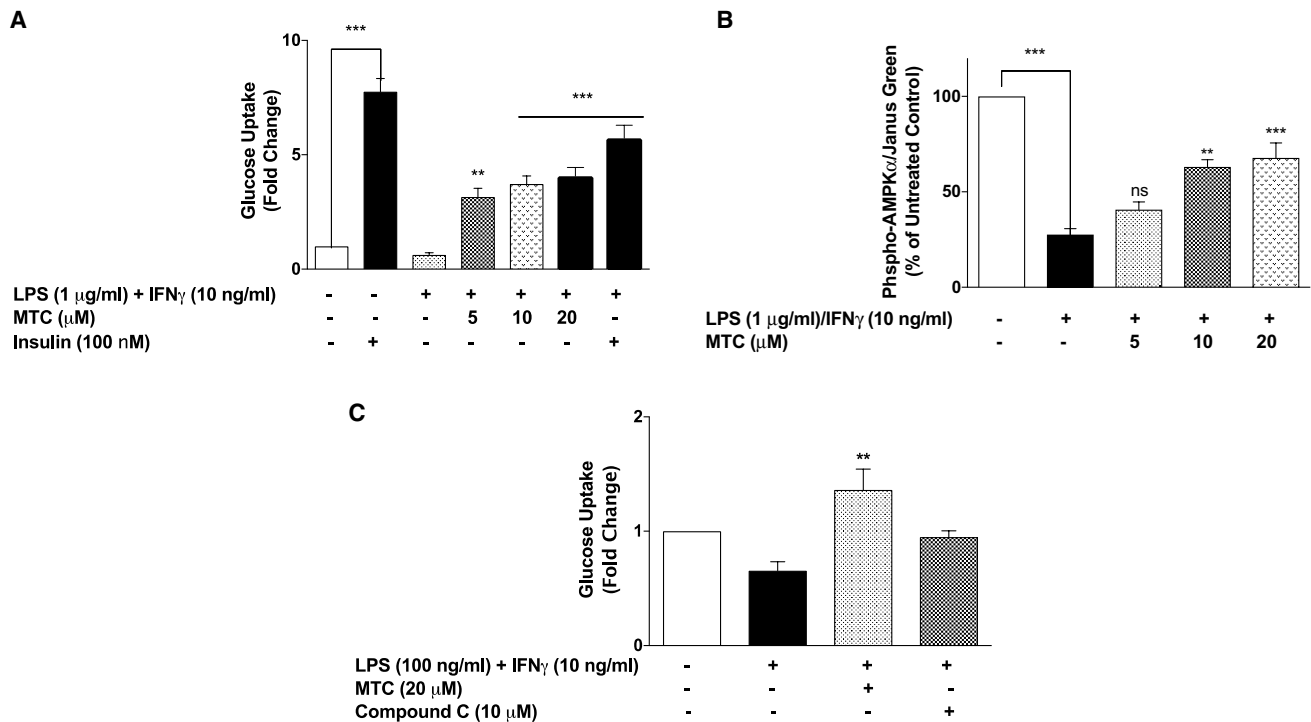 A
***
10
5
0
Glucose Uptake
(Fold Change)
**
***
LPS (1 μg/ml) + IFNγ (10 ng/ml) - - + + + + +
MTC (μM) - - - 5 10 20 -
Insulin (100 nM) - + - - - - +
B
***
100
50
0
Phspho-AMPKα/Janus Green
(% of Untreated Control)
ns
**
***
LPS (1 μg/ml)/IFNγ (10 ng/ml) - + + + +
MTC (μM) - - 5 10 20
C
2
1
0
Glucose Uptake
(Fold Change)
**
LPS (100 ng/ml) + IFNγ (10 ng/ml) - + + +
MTC (20 μM) - - + -
Compound C (10 μM) - - - +